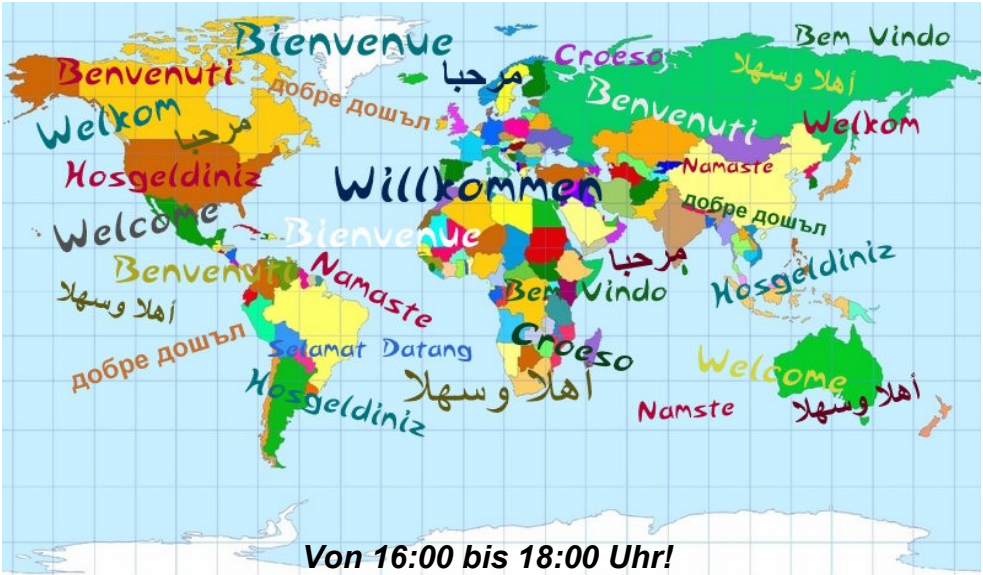 Bienvenue
Bem Vindo
Croeso
Benvenuti
مرحبا
أهلا وسهلا
добре дошъл
Benvenuti
Welkom
مرحبا
Welkom
Hosgeldiniz
Namaste
Willkommen
добре дошъл
Welcome
Bienvenue
مرحبا
Benvenuti
Namaste
Hosgeldiniz
أهلا وسهلا
Bem Vindo
добре дошъл
Selamat Datang
Croeso
Welcome
Hosgeldiniz
أهلا وسهلا
Namste
أهلا وسهلا
Von 16:00 bis 18:00 Uhr!